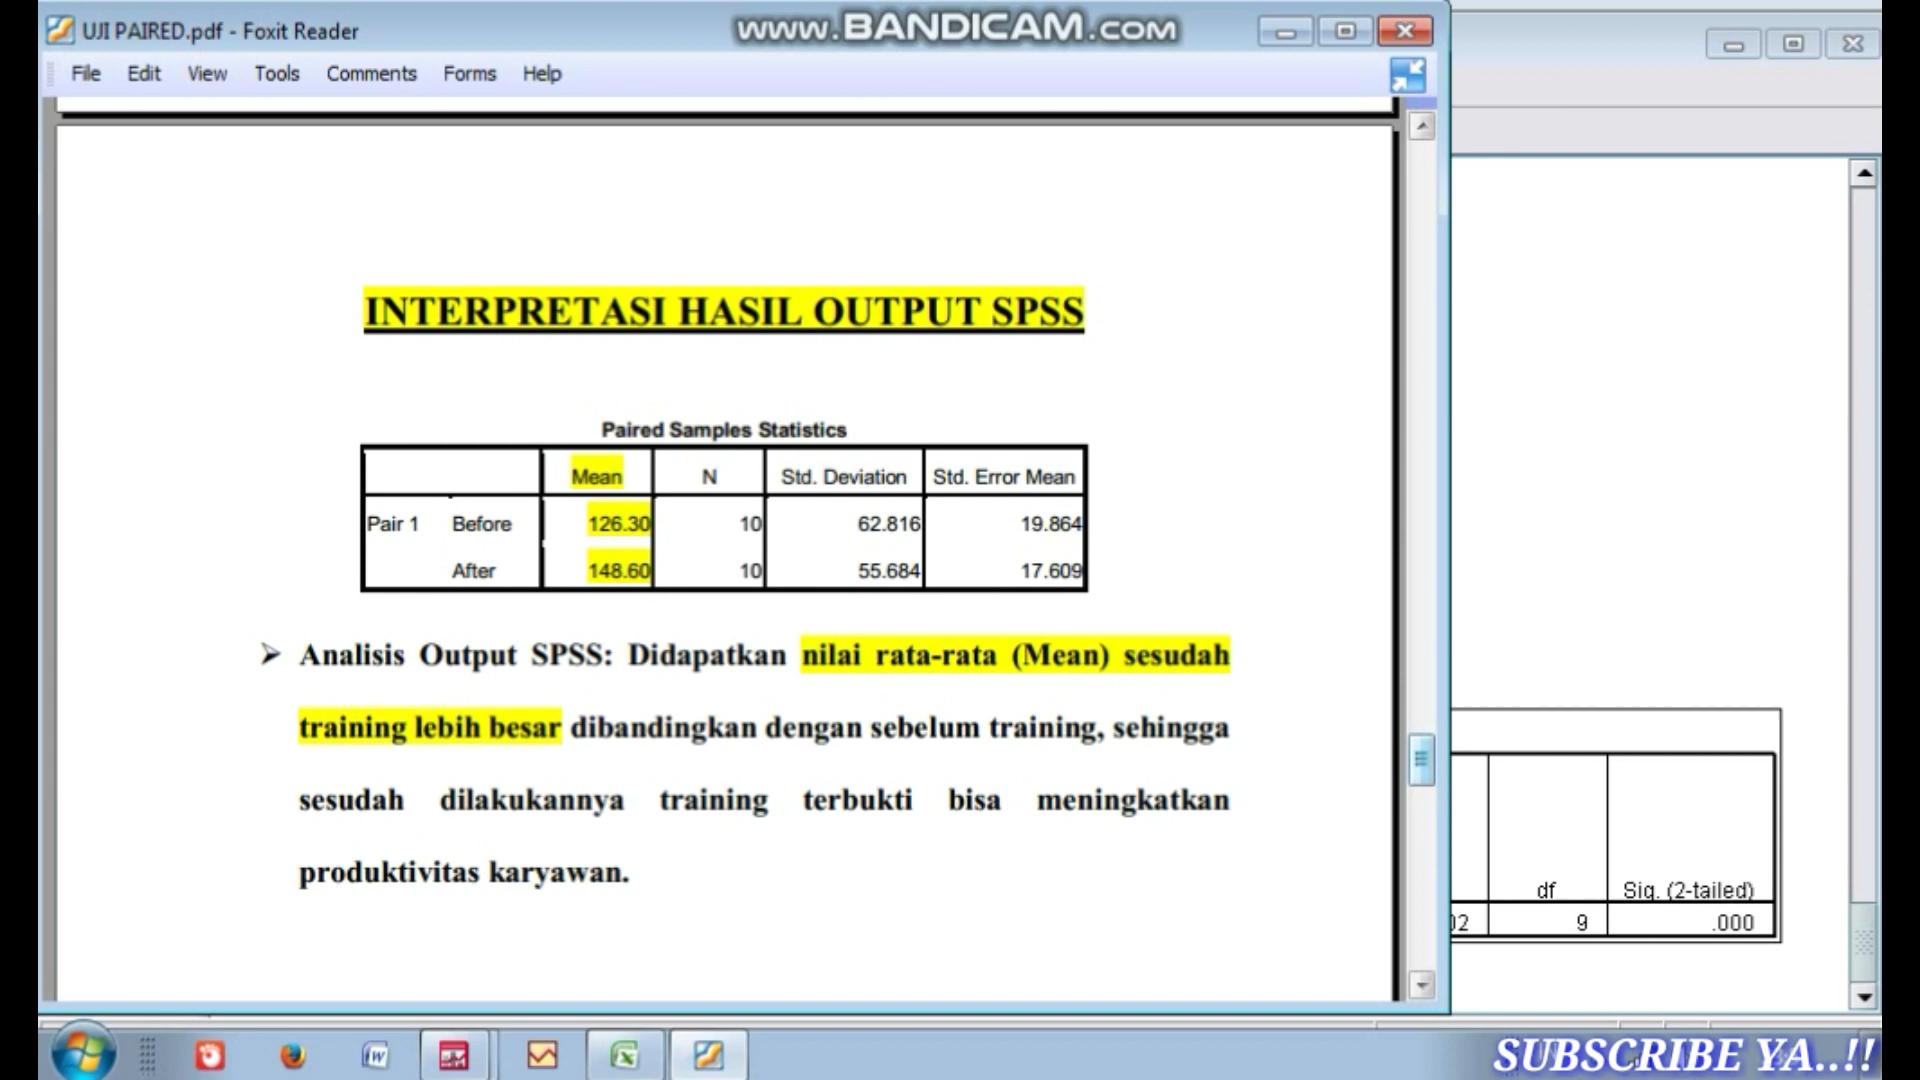 UJI PAIRED.pdf - Foxit Reader
www.BANDICAM.com
File Edit View Tools Comments Forms Help
INTERPRETASI HASIL OUTPUT SPSS
Paired Samples Statistics
Mean N Std. Deviation Std. Error Mean
Pair 1 Before 126.30 10 62.816 19.864
After 148.60 10 55.684 17.609
➢ Analisis Output SPSS: Didapatkan nilai rata-rata (Mean) sesudah
training lebih besar dibandingkan dengan sebelum training, sehingga
sesudah dilakukannya training terbukti bisa meningkatkan
produktivitas karyawan.
df Sig. (2-tailed)
02 9 .000
SUBSCRIBE YA..!!